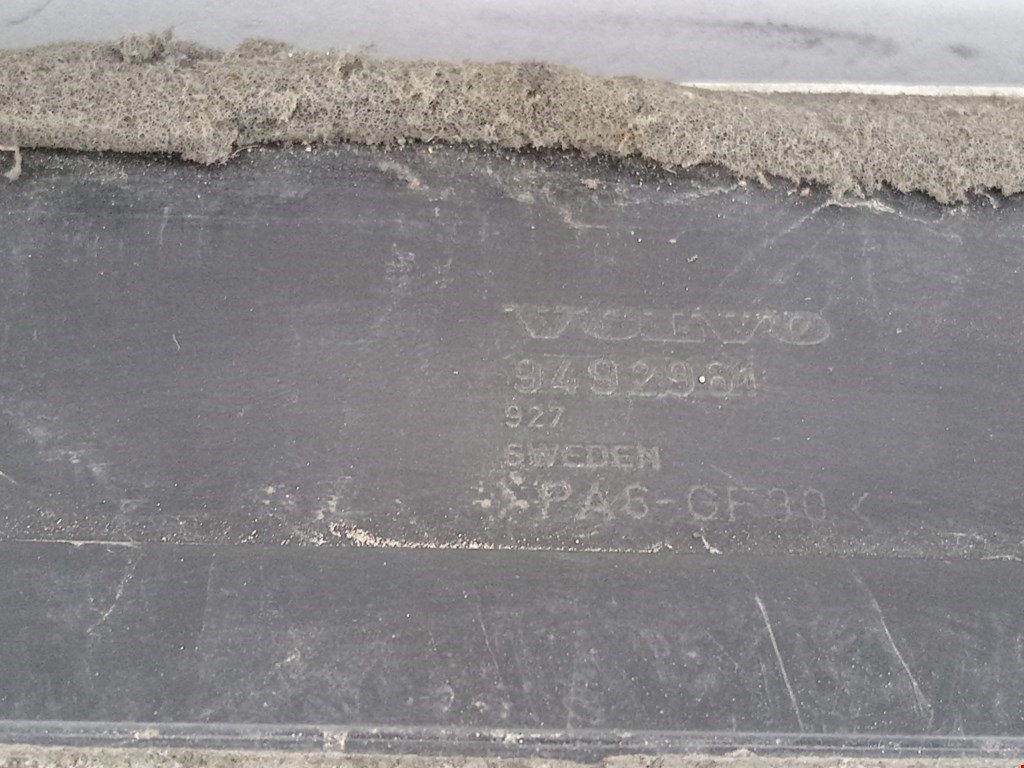 VOLVO
9492961
927
SWEDEN
>PA6-GF30<